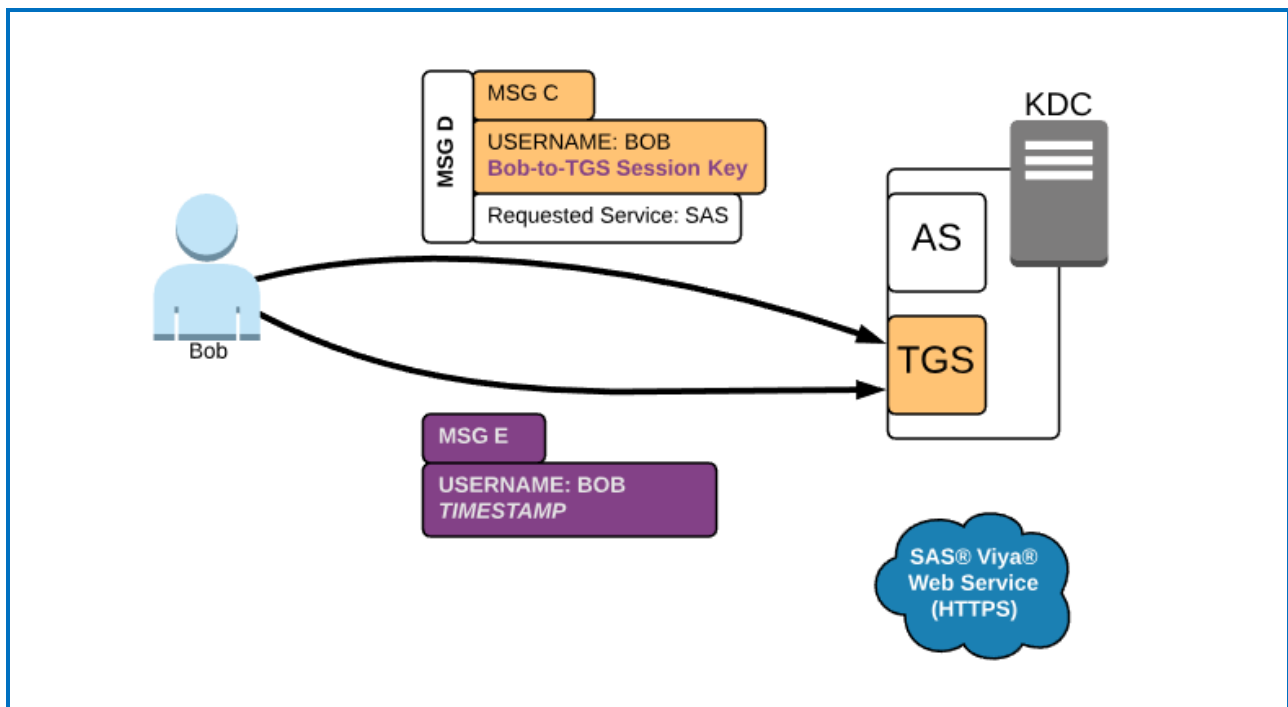 MSG D
MSG C
USERNAME: BOB
Bob-to-TGS Session Key
Requested Service: SAS
KDC
AS
TGS
Bob
MSG E
USERNAME: BOB
TIMESTAMP
SAS® Viya®
Web Service
(HTTPS)